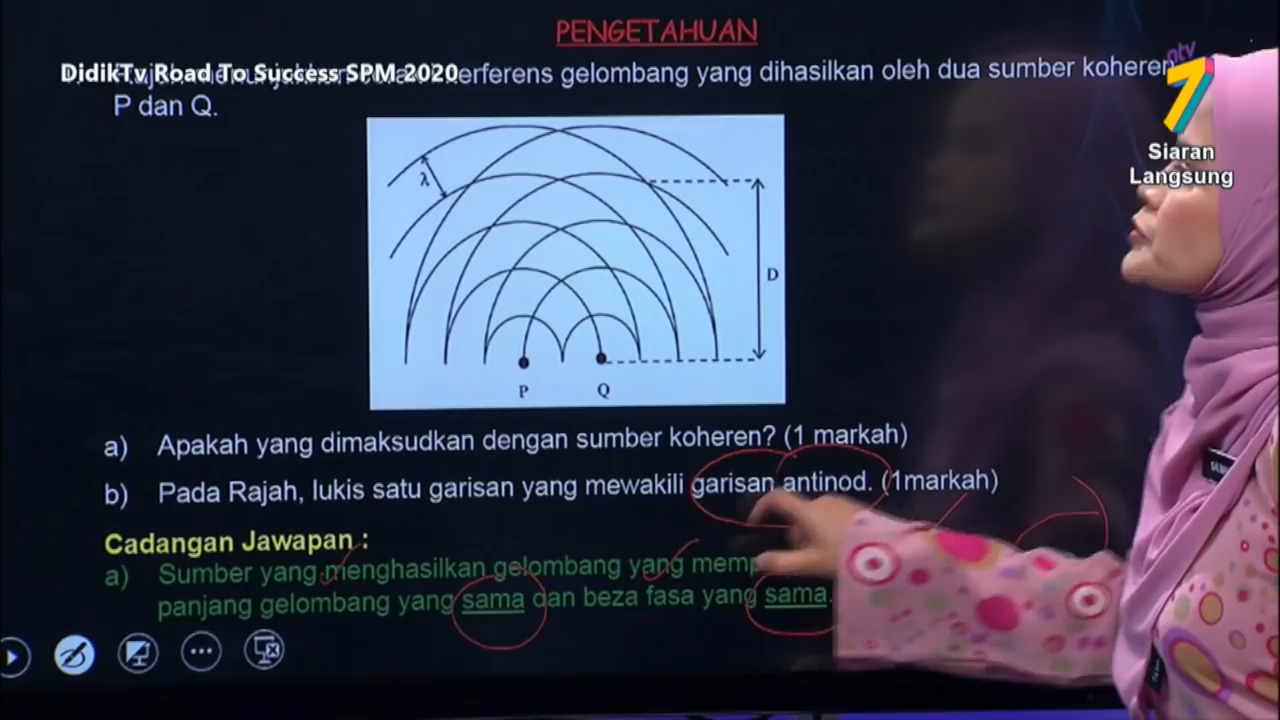 PENGETAHUAN
DidikTv Road To Success SPM 2020
gelombang yang dihasilkan oleh dua sumber koheren
P dan Q.
ntv
7
Siaran
Langsung
λ
D
P Q
a) Apakah yang dimaksudkan dengan sumber koheren? (1 markah)
b) Pada Rajah, lukis satu garisan yang mewakili garisan antinod. (1markah)
Cadangan Jawapan :
a) Sumber yang menghasilkan gelombang yang
panjang gelombang yang sama dan beza fasa yang sama.